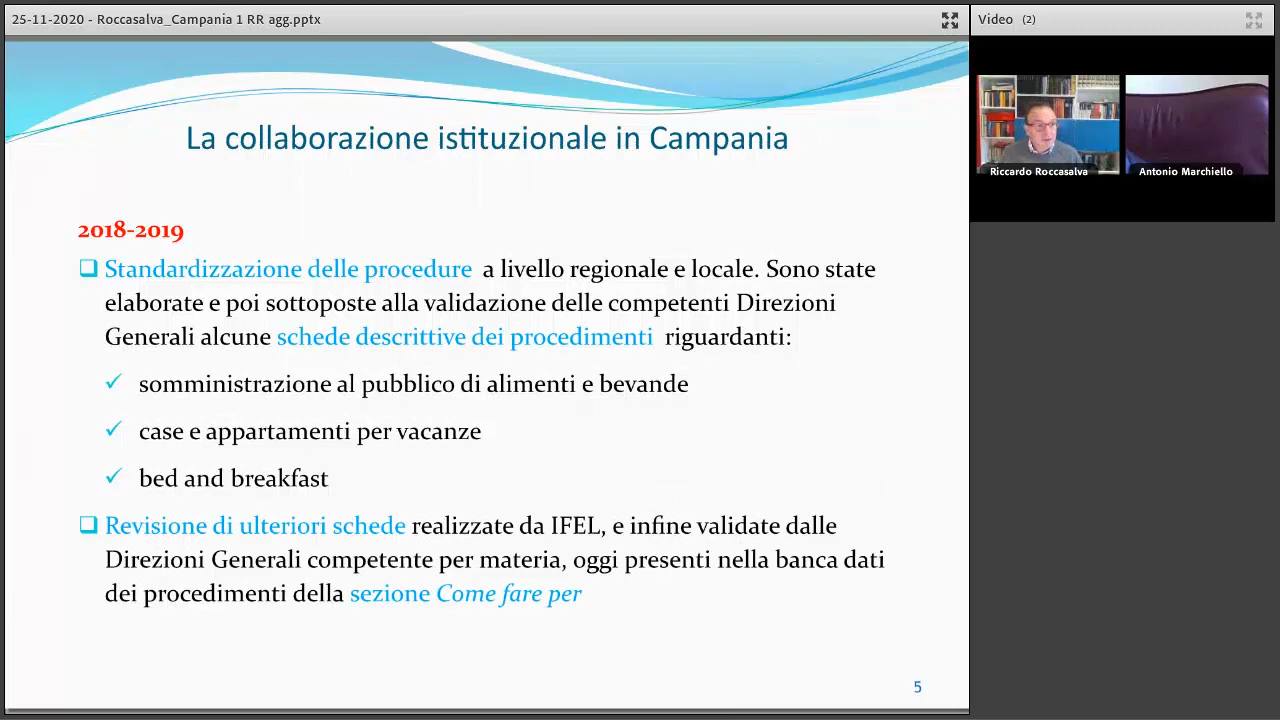 25-11-2020 - Roccasalva_Campania 1 RR agg.pptx
Video (2)
Riccardo Roccasalva
Antonio Marchiello
La collaborazione istituzionale in Campania
2018-2019
Standardizzazione delle procedure a livello regionale e locale. Sono state
elaborate e poi sottoposte alla validazione delle competenti Direzioni
Generali alcune schede descrittive dei procedimenti riguardanti:
somministrazione al pubblico di alimenti e bevande
case e appartamenti per vacanze
bed and breakfast
Revisione di ulteriori schede realizzate da IFEL, e infine validate dalle
Direzioni Generali competente per materia, oggi presenti nella banca dati
dei procedimenti della sezione Come fare per
5